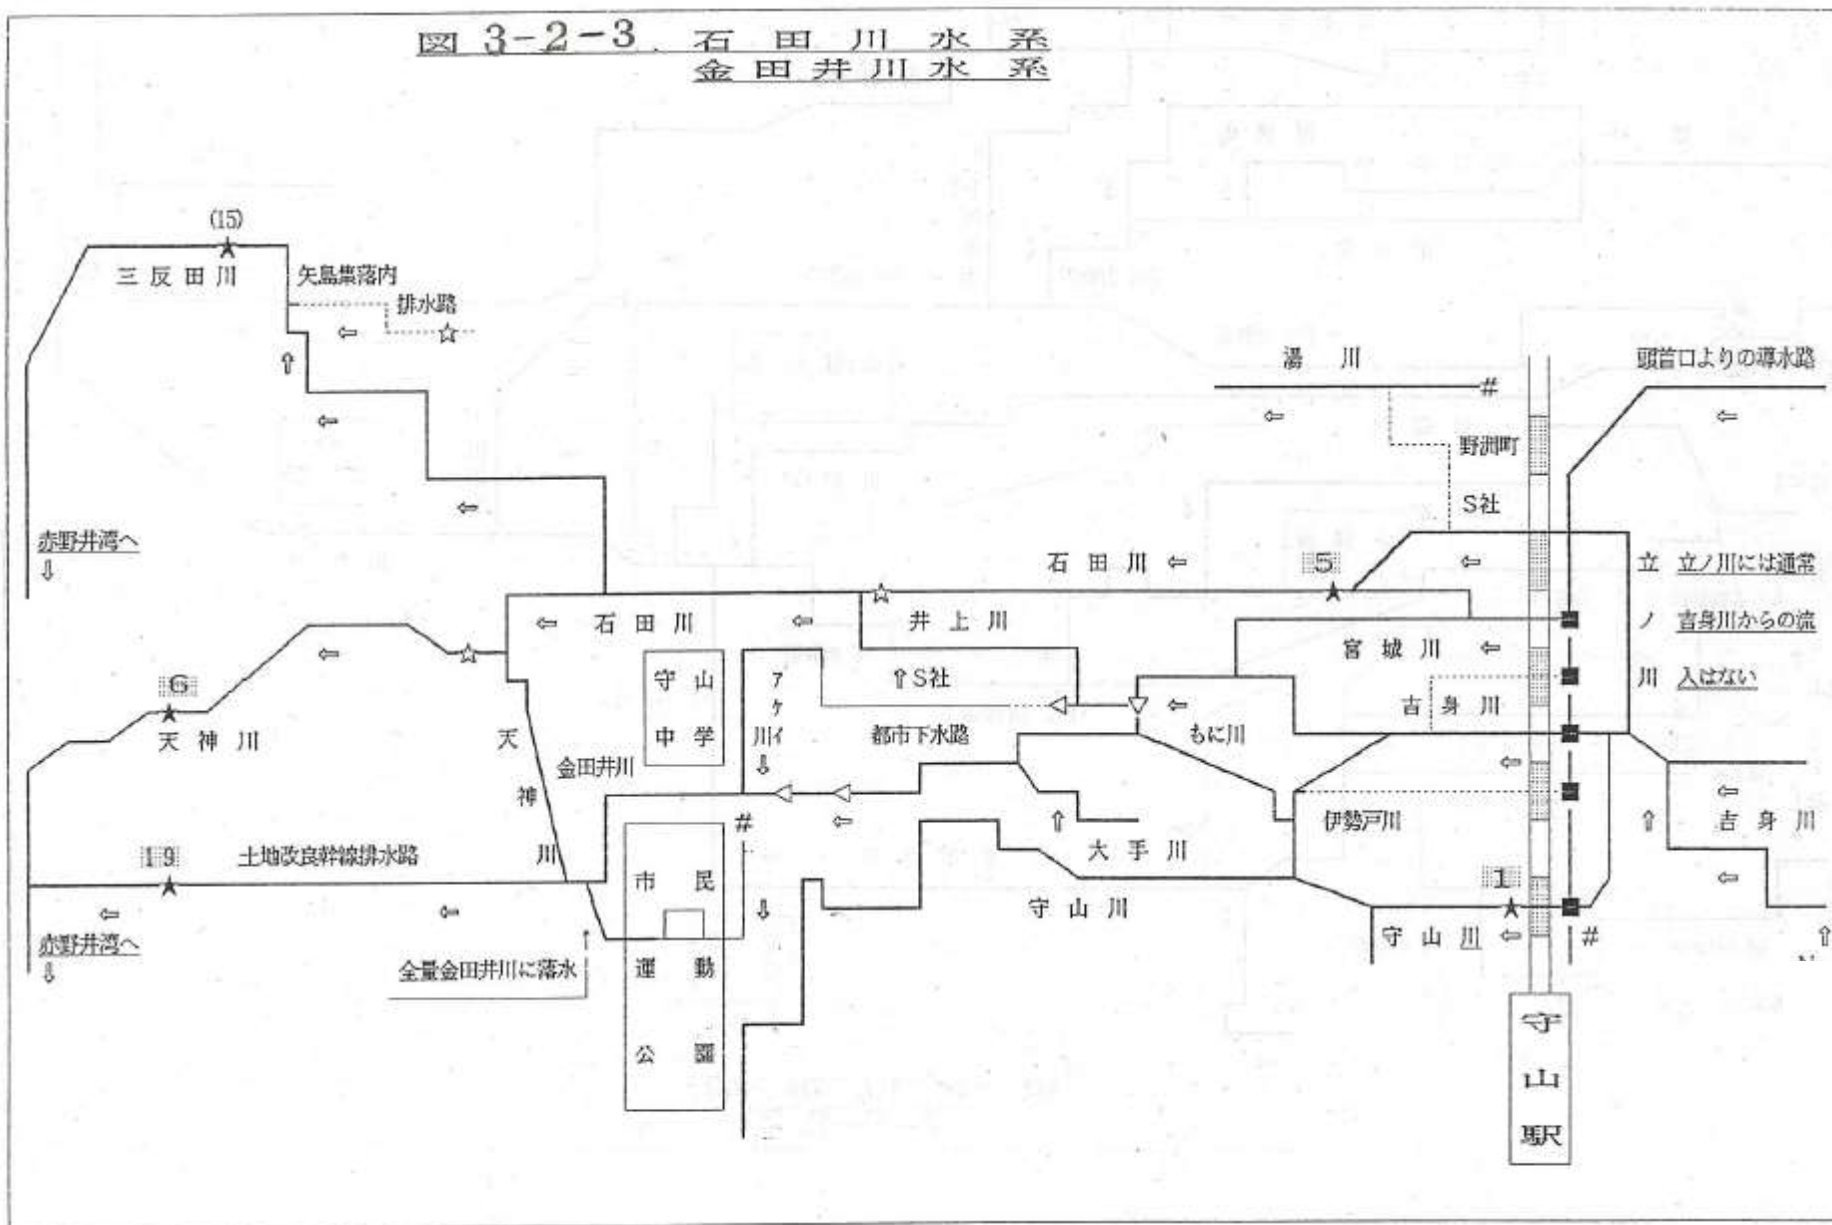 図 3-2-3 石田川水系
金田井川水系
(15)
三反田川
矢島集落内
排水路
湯川
#
頭首口よりの導水路
野洲町
S社
赤野井湾へ
石田川
5
立ノ川
立ノ川には通常
吉身川からの流
入はない
石田川
井上川
宮城川
守山
中学
アケイ川
S社
吉身川
6
天神川
天神川
金田井川
都市下水路
もに川
#
伊勢戸川
吉身川
19
土地改良幹線排水路
大手川
1
市民
運動
公園
守山川
守山川
#
赤野井湾へ
全量金田井川に落水
守山駅